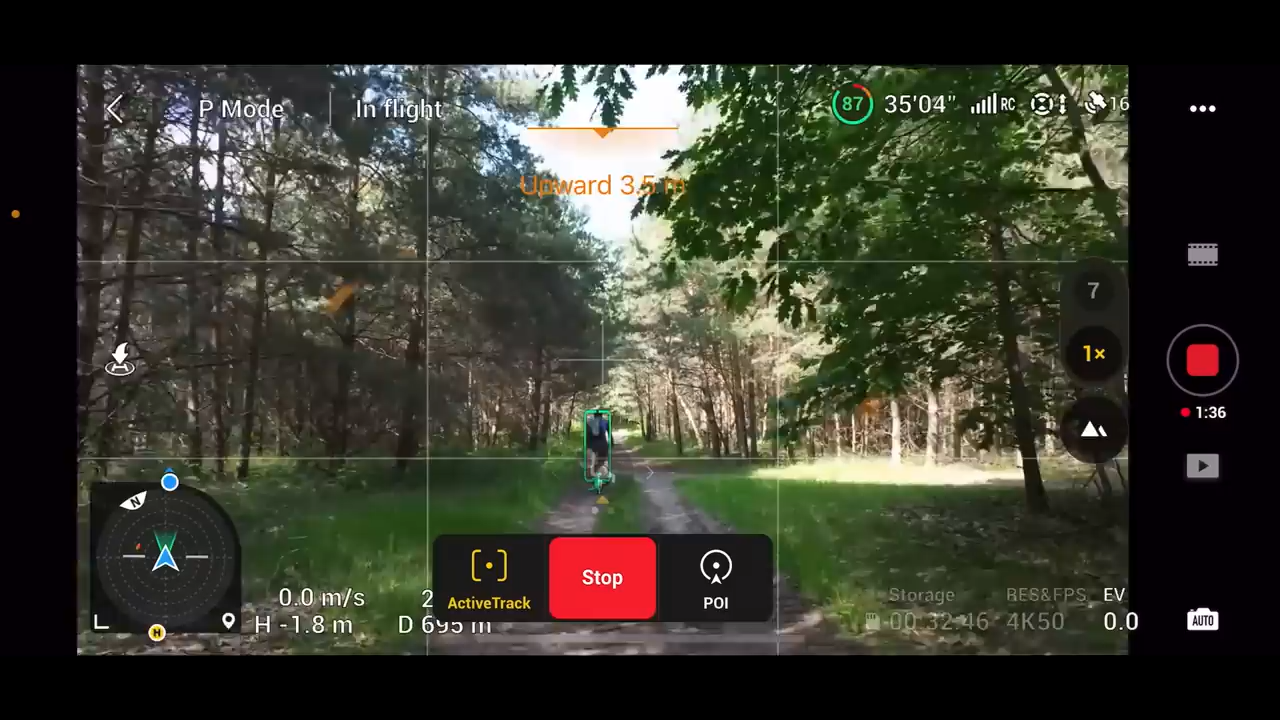 P Mode
In flight
87
35'04"
RC
16
Upward 3.5 m
7
1×
1:36
N
0.0 m/s
2
ActiveTrack
Stop
POI
H -1.8 m
D 695 m
H
Storage
RES&FPS
EV
00:32:46
4K50
0.0
AUTO